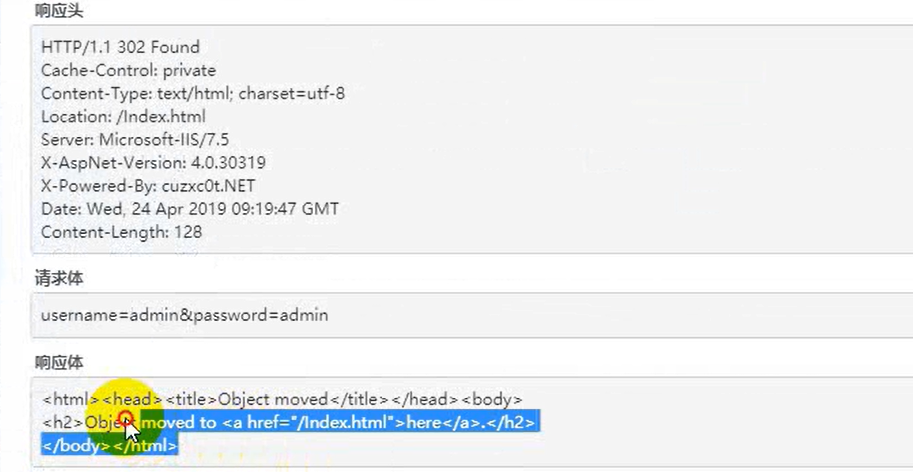 响应头
HTTP/1.1 302 Found
Cache-Control: private
Content-Type: text/html; charset=utf-8
Location: /Index.html
Server: Microsoft-IIS/7.5
X-AspNet-Version: 4.0.30319
X-Powered-By: cuzxc0t.NET
Date: Wed, 24 Apr 2019 09:19:47 GMT
Content-Length: 128
请求体
username=admin&password=admin
响应体
<html><head><title>Object moved</title></head><body>
<h2>Object moved to <a href="/Index.html">here</a>.</h2>
</body></html>